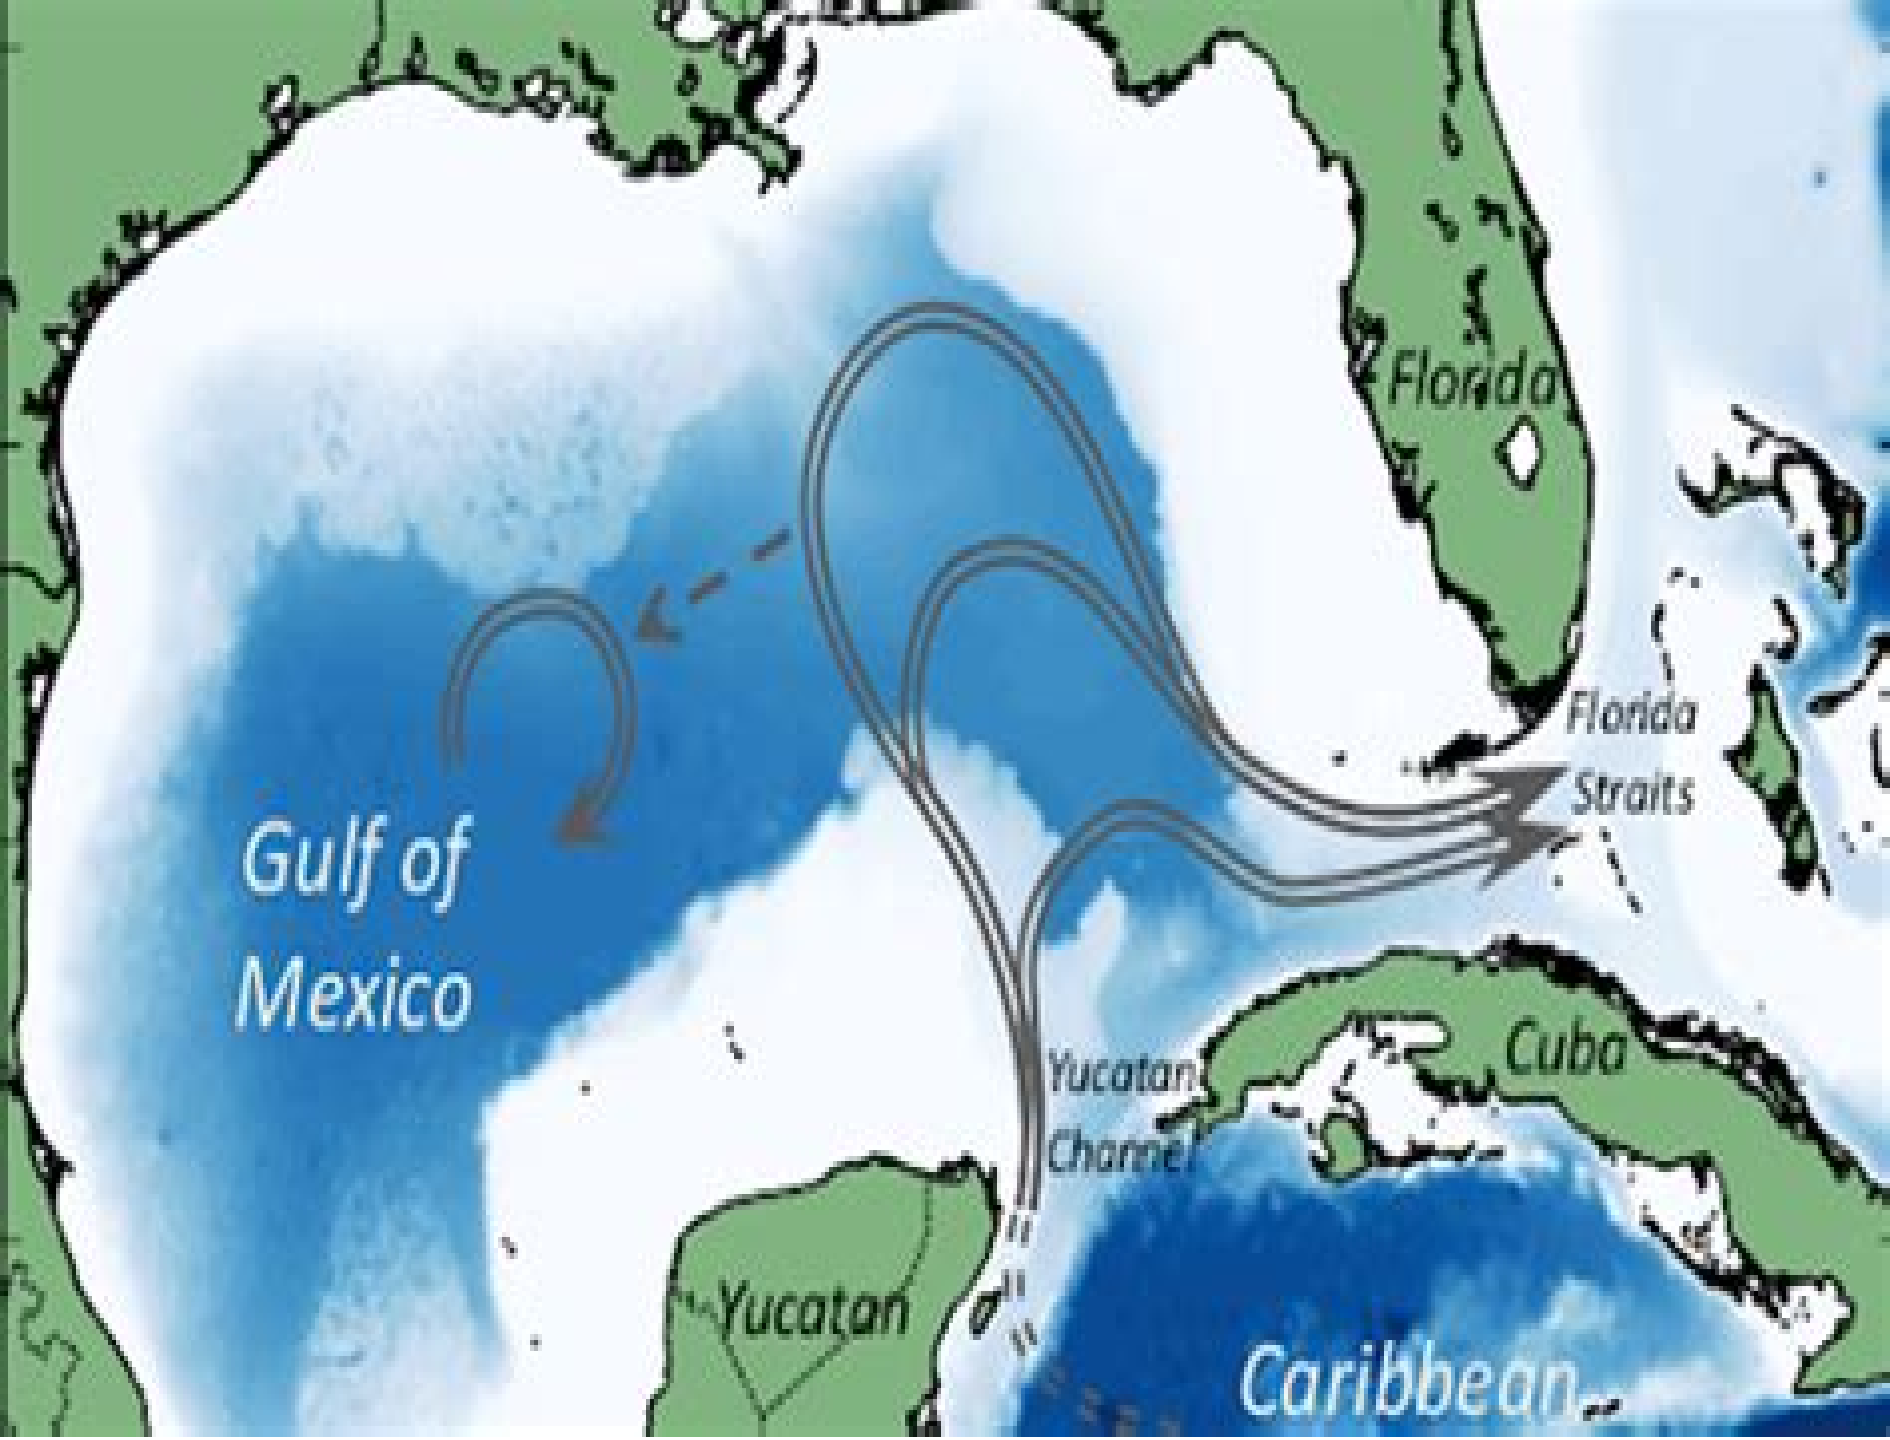 Florida
Florida
Straits
Gulf of
Mexico
Cuba
Yucatan
Channel
Yucatan
Caribbean